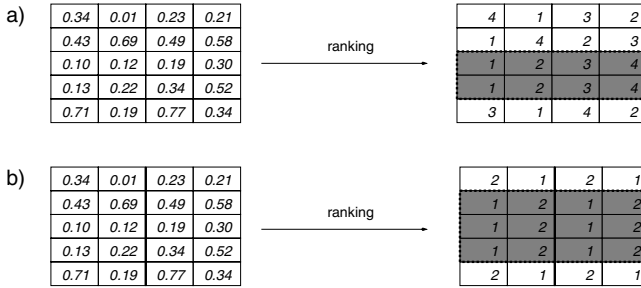 a)
0.34 0.01 0.23 0.21
0.43 0.69 0.49 0.58
0.10 0.12 0.19 0.30
0.13 0.22 0.34 0.52
0.71 0.19 0.77 0.34
ranking
4 1 3 2
1 4 2 3
1 2 3 4
1 2 3 4
3 1 4 2
b)
0.34 0.01 0.23 0.21
0.43 0.69 0.49 0.58
0.10 0.12 0.19 0.30
0.13 0.22 0.34 0.52
0.71 0.19 0.77 0.34
ranking
2 1 2 1
1 2 1 2
1 2 1 2
1 2 1 2
2 1 2 1